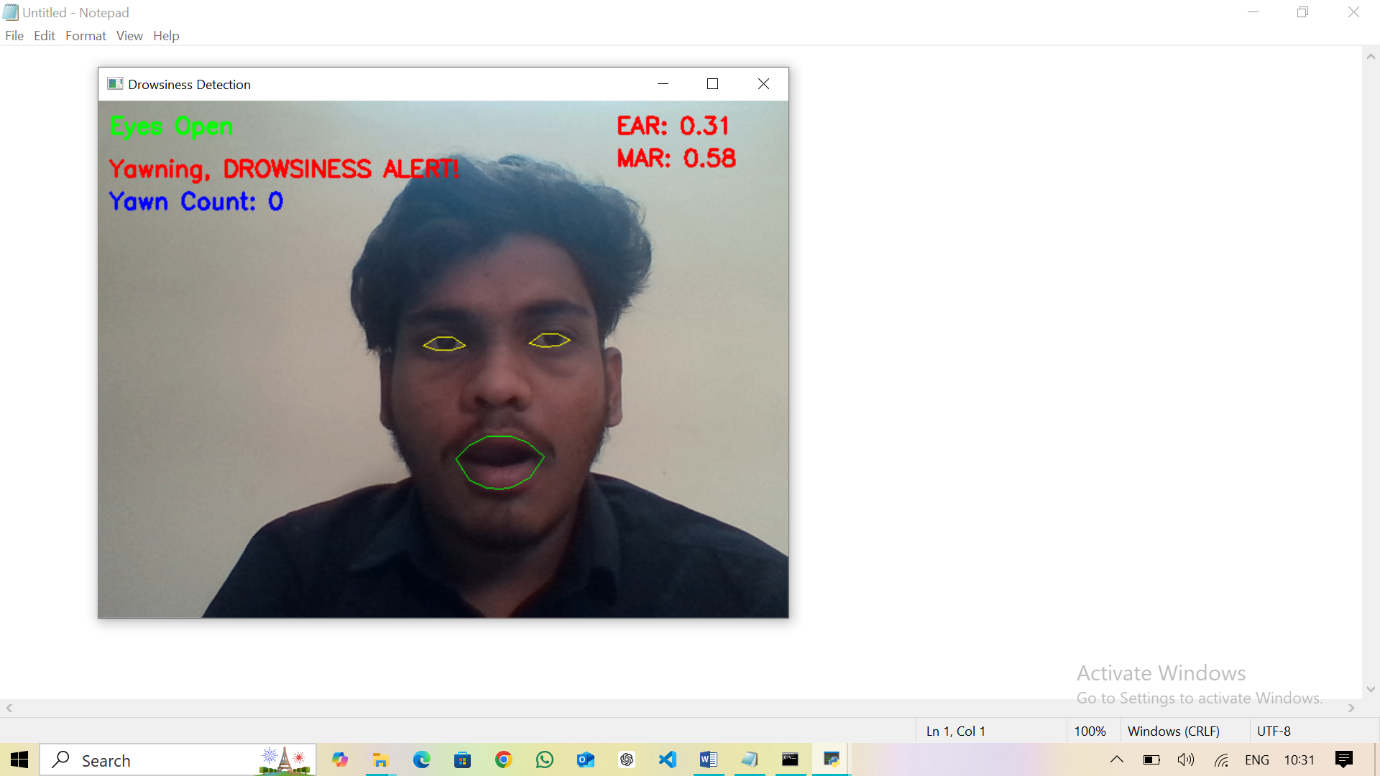 Untitled - Notepad
File Edit Format View Help
Drowsiness Detection
Eyes Open
EAR: 0.31
Yawning, DROWSINESS ALERT!
MAR: 0.58
Yawn Count: 0
Activate Windows
Go to Settings to activate Windows.
Ln 1, Col 1 100% Windows (CRLF) UTF-8
Search
ENG 10:31